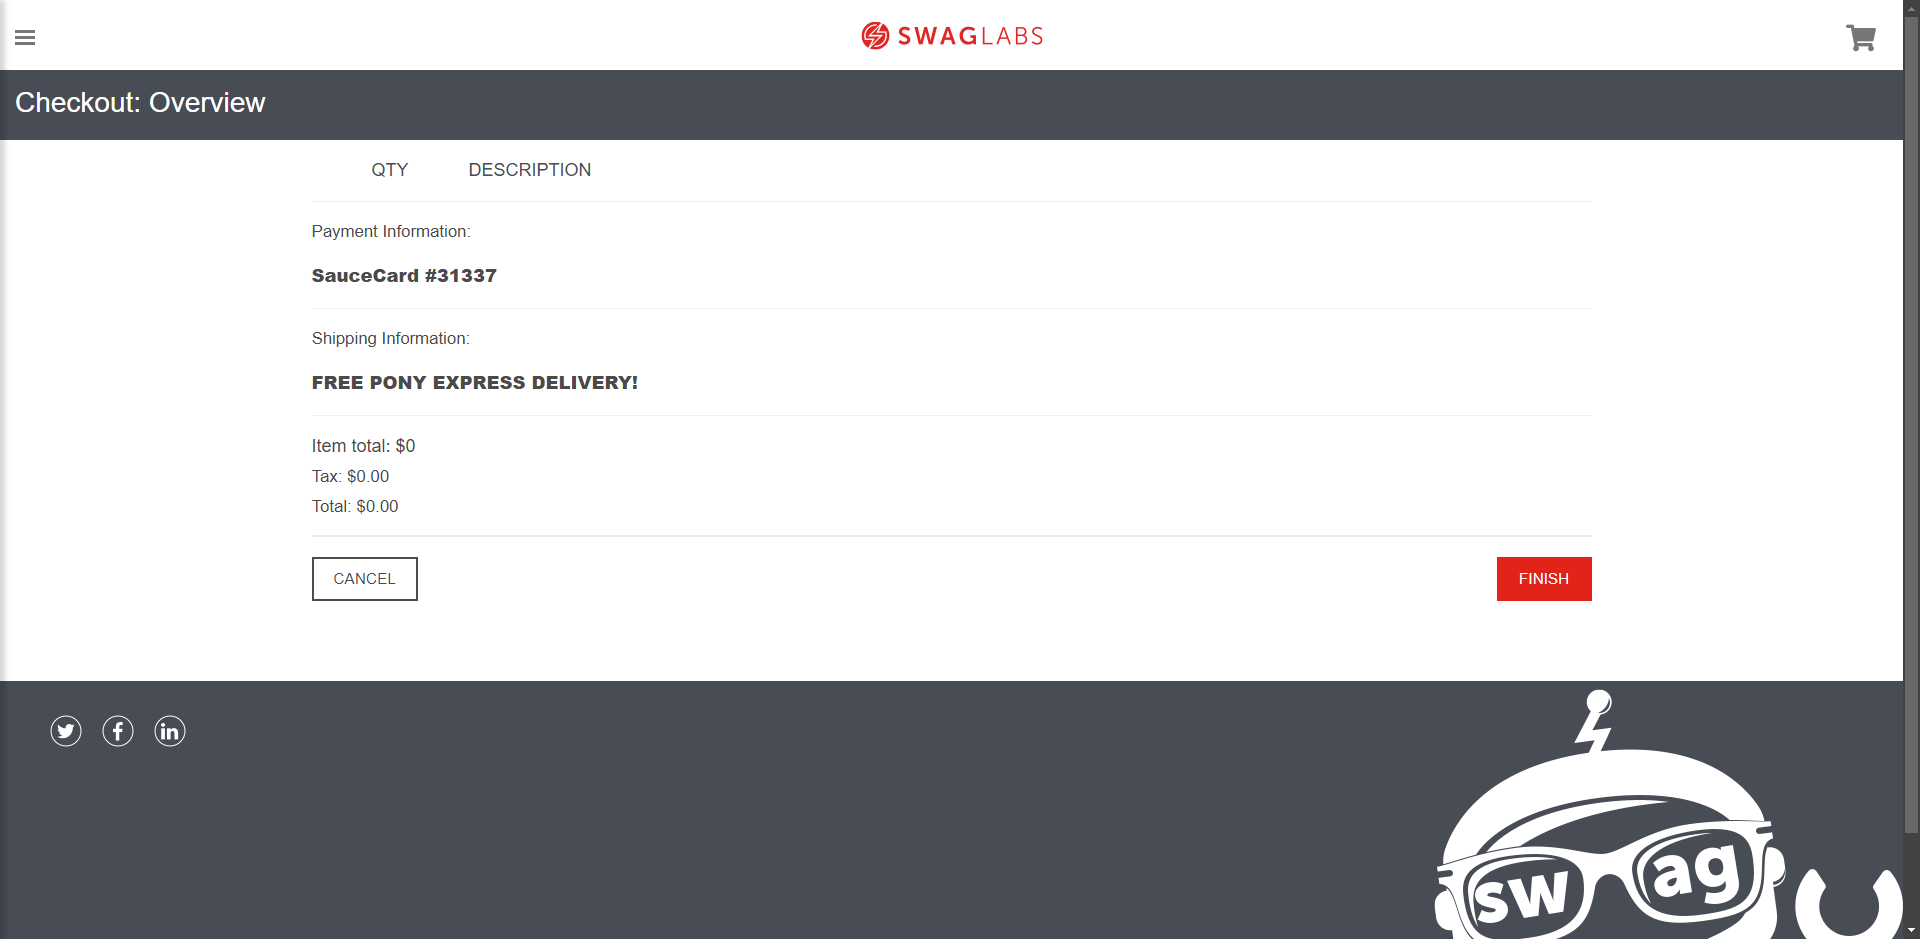 SWAGLABS
Checkout: Overview
QTY DESCRIPTION
Payment Information:
SauceCard #31337
Shipping Information:
FREE PONY EXPRESS DELIVERY!
Item total: $0
Tax: $0.00
Total: $0.00
CANCEL FINISH
in
sw ag